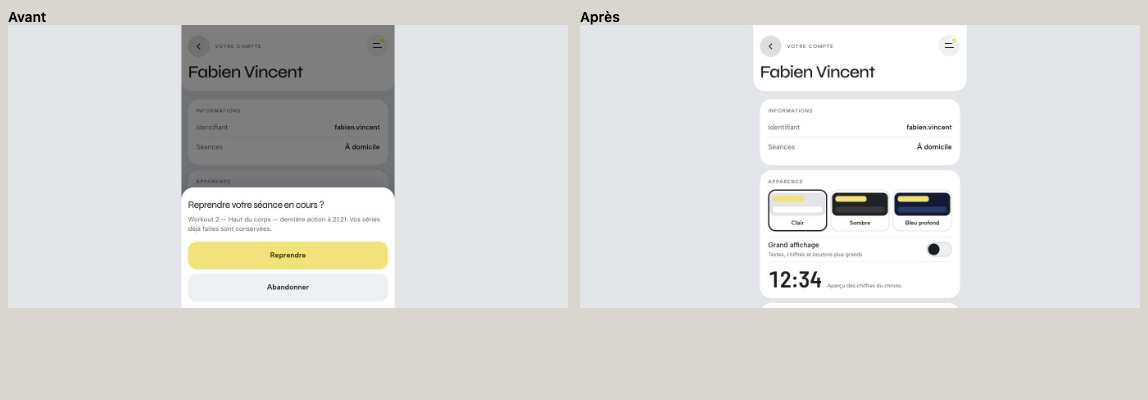 Avant
VOTRE COMPTE
Fabien Vincent
INFORMATIONS
Identifiant
fabien.vincent
Séances
À domicile
APPARENCE
Reprendre votre séance en cours ?
Workout 2 — Haut du corps — dernière action à 21:21. Vos séries
déjà faites sont conservées.
Reprendre
Abandonner
Après
VOTRE COMPTE
Fabien Vincent
INFORMATIONS
Identifiant
fabien.vincent
Séances
À domicile
APPARENCE
Clair
Sombre
Bleu profond
Grand affichage
Textes, chiffres et boutons plus grands
12:34
Aperçu des chiffres du chrono.